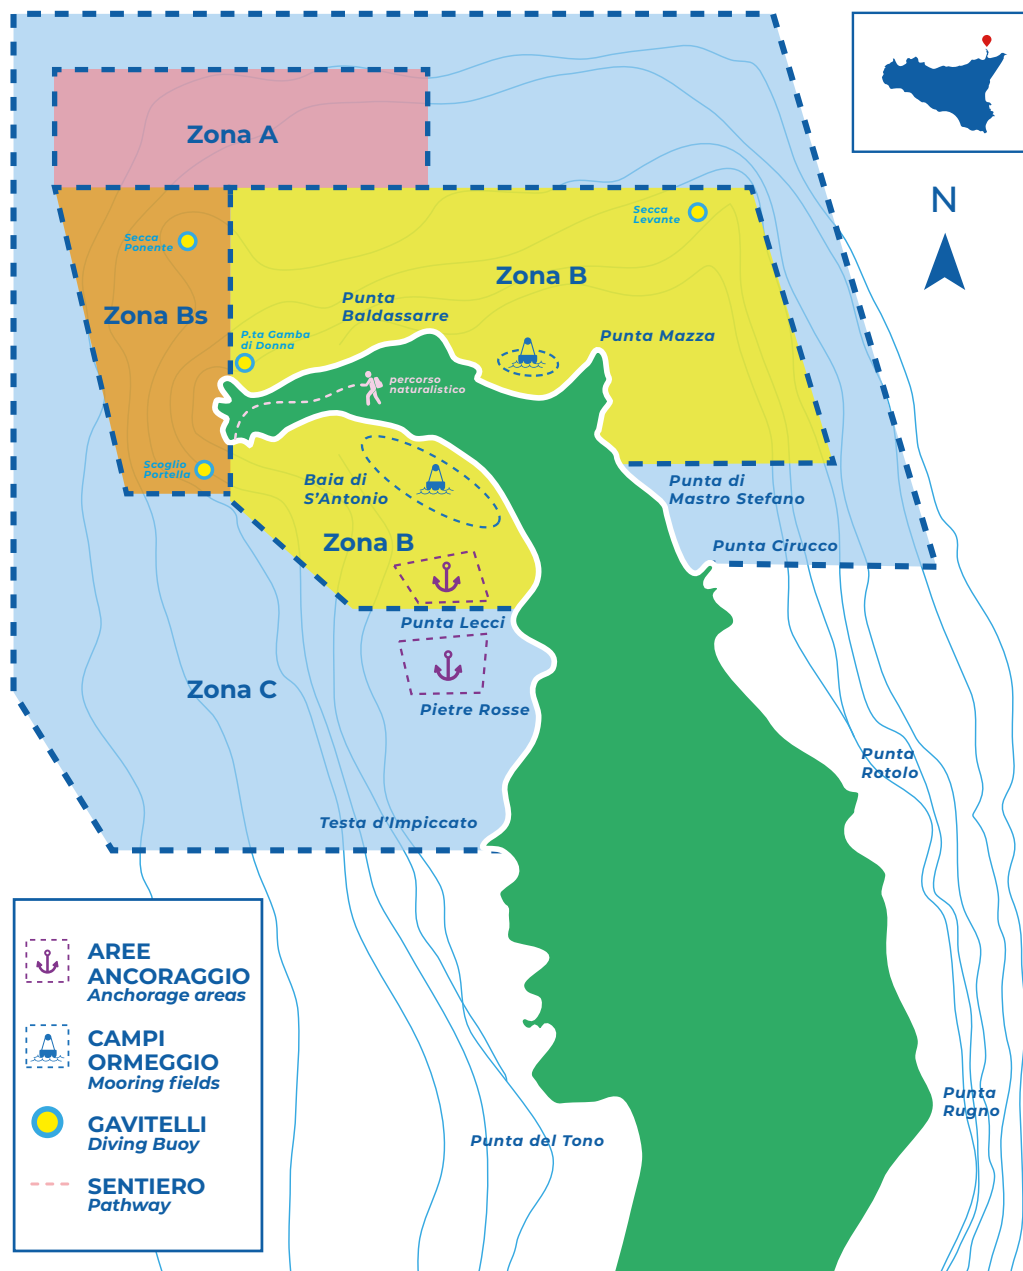 Zona A
N
Secca
Levante
Secca
Ponente
Zona B
Zona Bs
Punta
Baldassarre
P.ta Gamba
di Donna
Punta Mazza
percorso
naturalistico
Scoglio
Portella
Baia di
S'Antonio
Punta di
Mastro Stefano
Zona B
Punta Cirucco
Punta Lecci
Zona C
Pietre Rosse
Punta
Rotolo
Testa d'Impiccato
AREE
ANCORAGGIO
Anchorage areas
CAMPI
ORMEGGIO
Mooring fields
GAVITELLI
Diving Buoy
SENTIERO
Pathway
Punta
Rugno
Punta del Tono